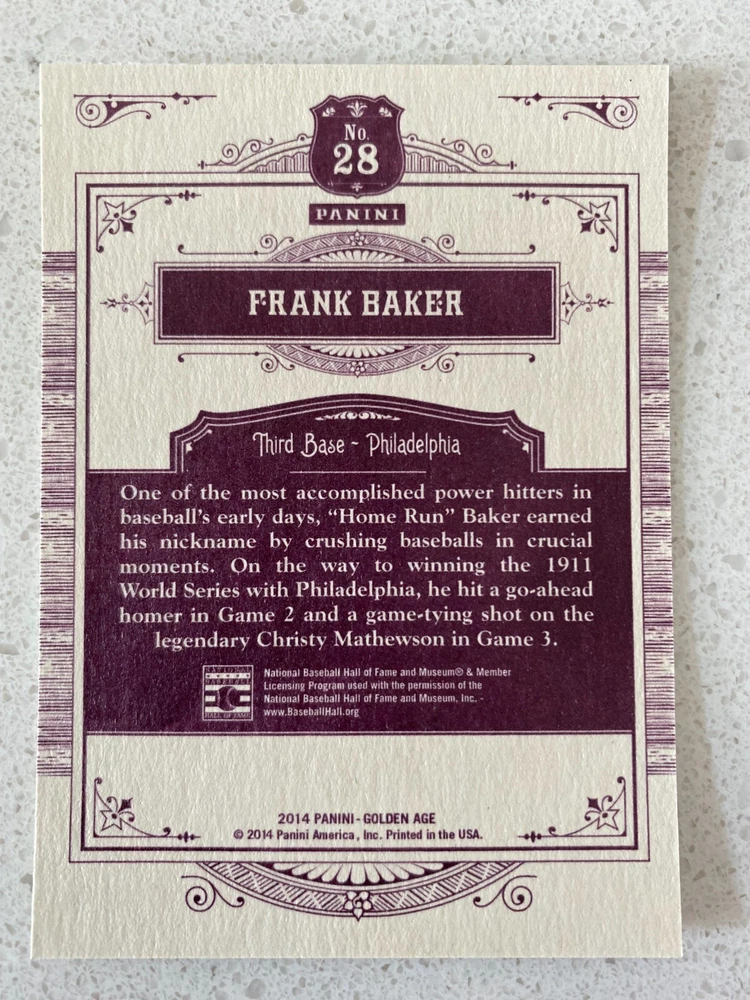 No.
28
PANINI
FRANK BAKER
Third Base ~ Philadelphia
One of the most accomplished power hitters in
baseball's early days, “Home Run” Baker earned
his nickname by crushing baseballs in crucial
moments. On the way to winning the 1911
World Series with Philadelphia, he hit a go-ahead
homer in Game 2 and a game-tying shot on the
legendary Christy Mathewson in Game 3.
NATIONAL
BASEBALL
HALL OF FAME
National Baseball Hall of Fame and Museum® & Member
Licensing Program used with the permission of the
National Baseball Hall of Fame and Museum, Inc. -
www.BaseballHall.org
2014 PANINI - GOLDEN AGE
© 2014 Panini America, Inc. Printed in the USA.